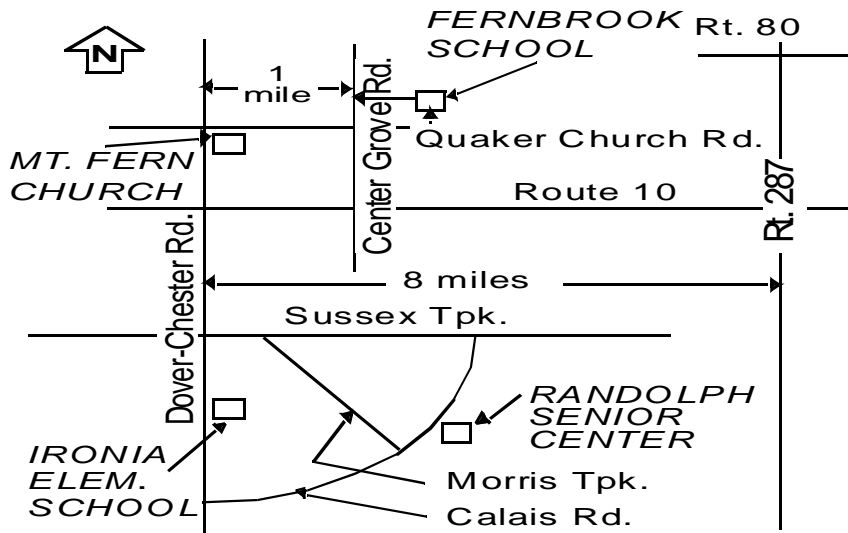 FERNBROOK
SCHOOL
Rt. 80
N
1
mile
Center Grove Rd.
Quaker Church Rd.
MT. FERN
CHURCH
Route 10
Rt. 287
Dover-Chester Rd.
8 miles
Sussex Tpk.
RANDOLPH
SENIOR
CENTER
IRONIA
ELEM.
SCHOOL
Morris Tpk.
Calais Rd.